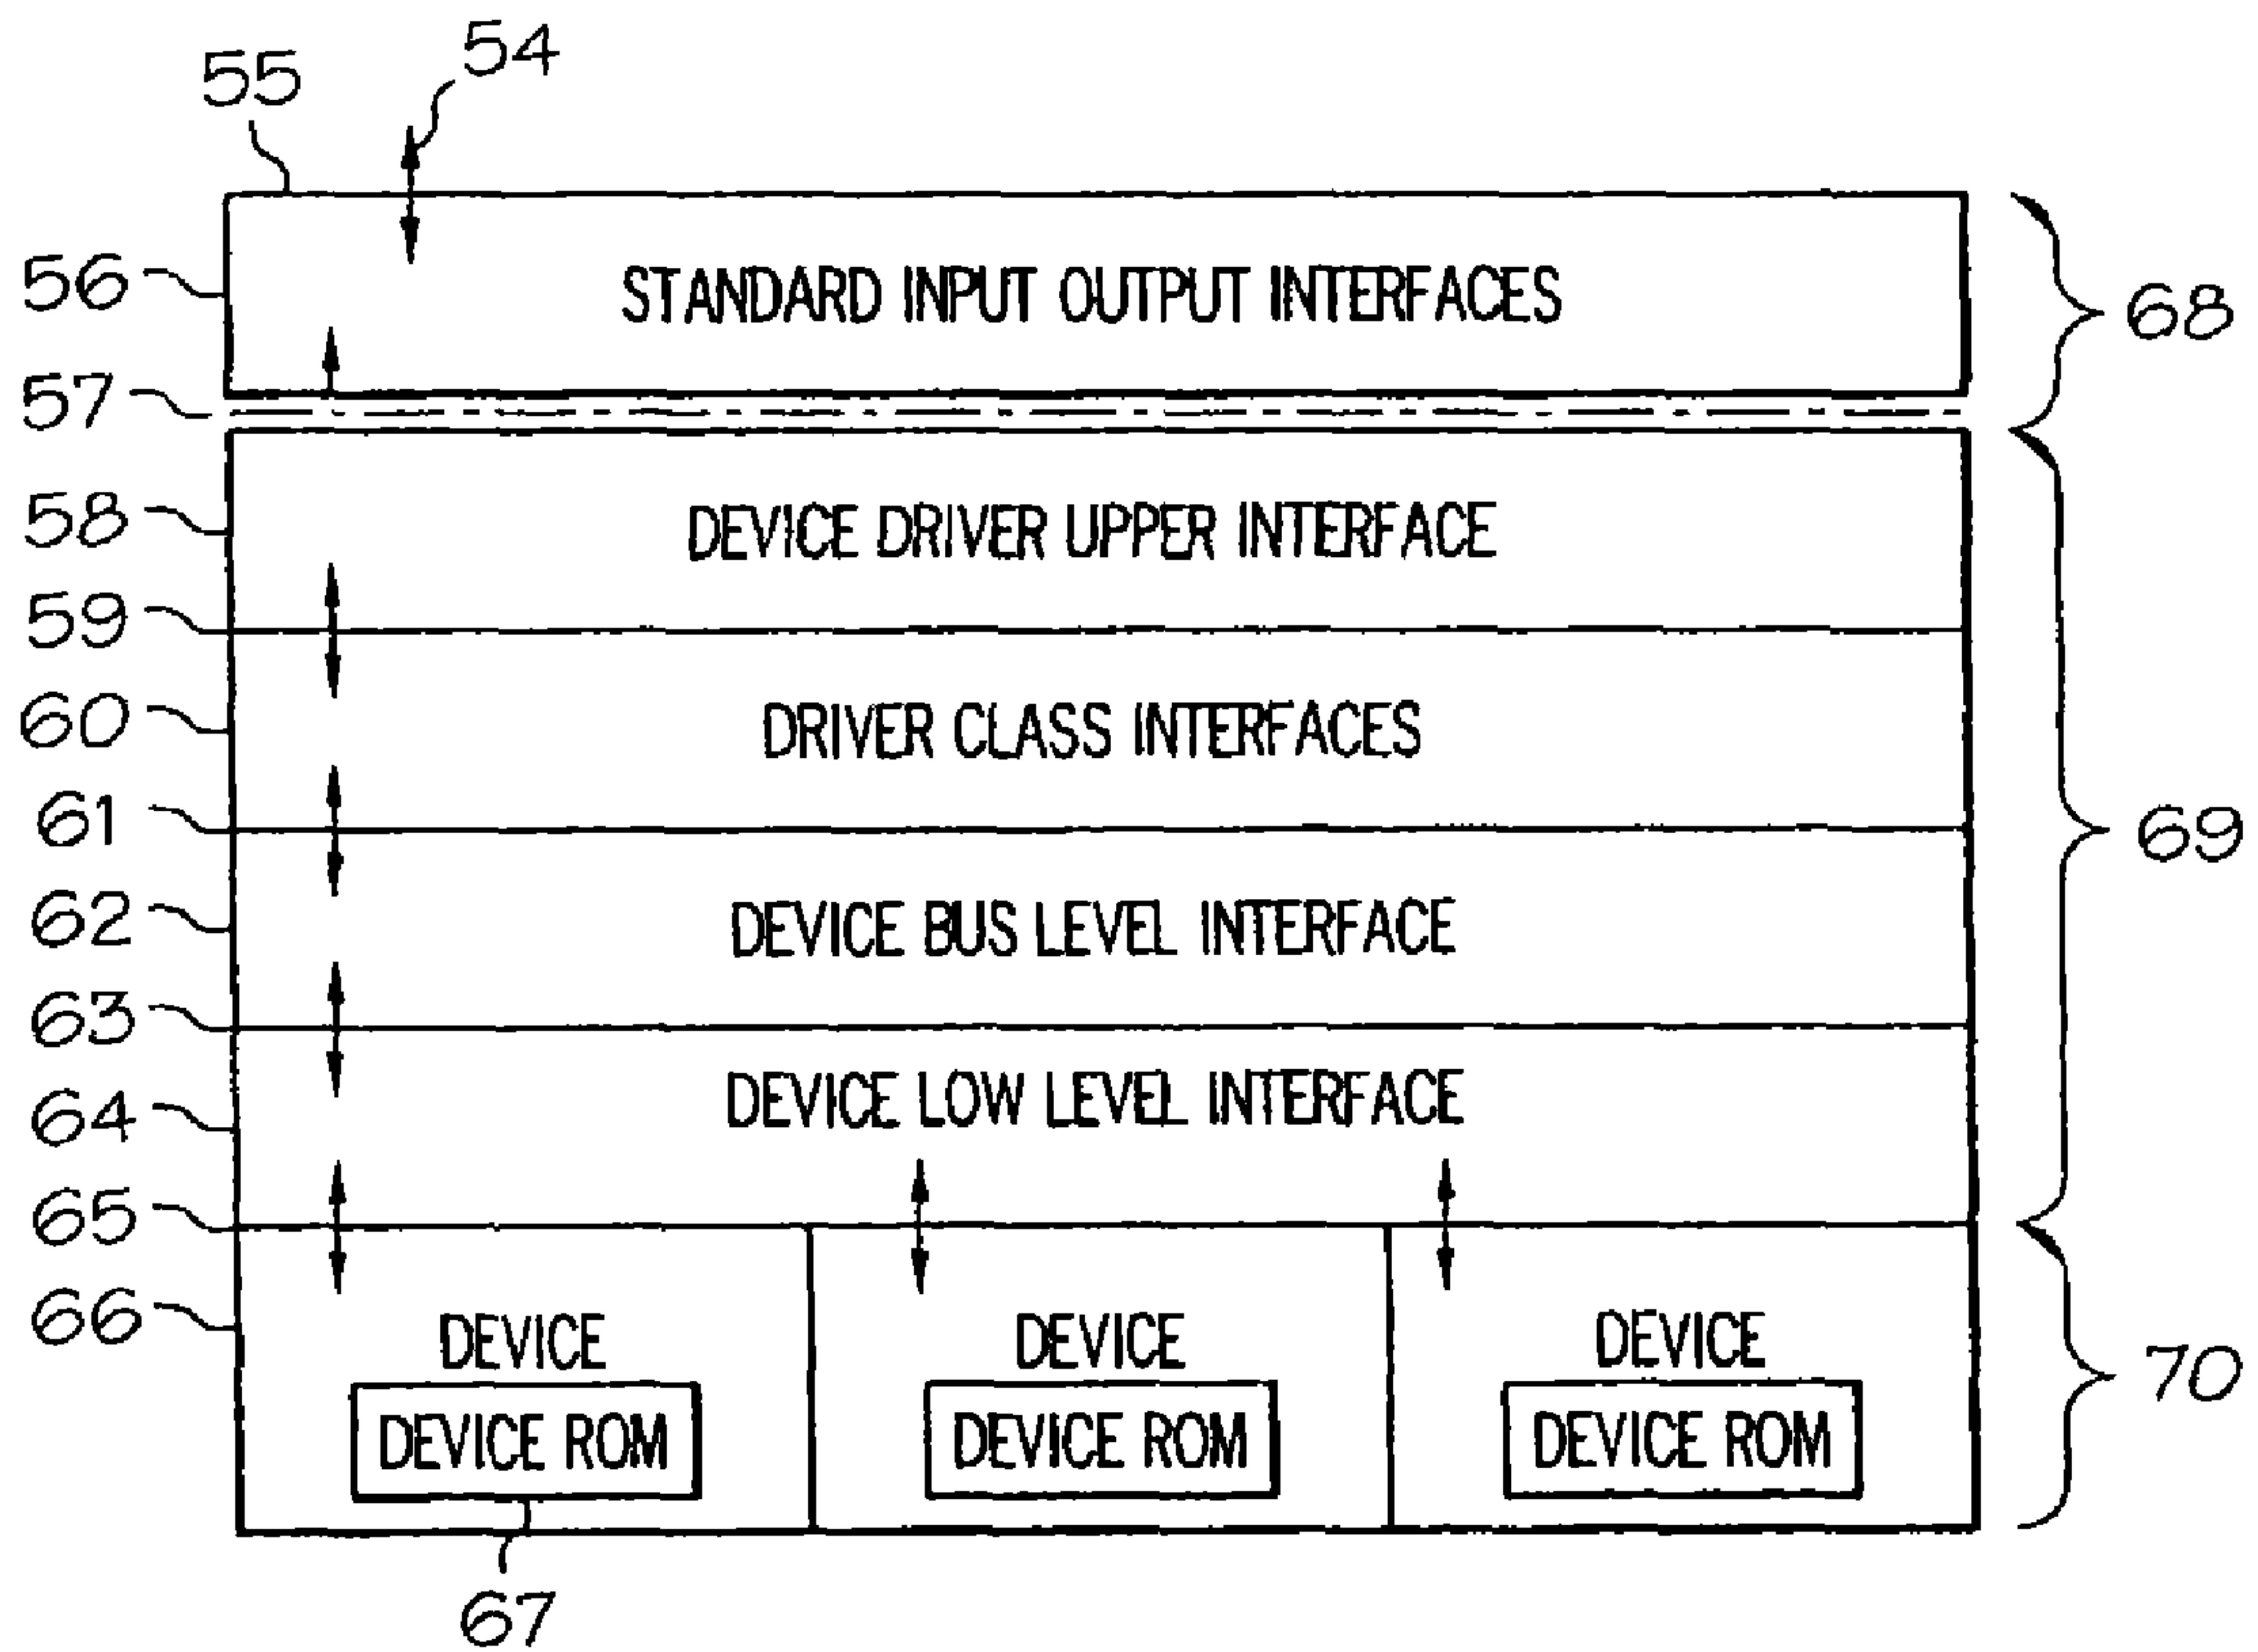 54
55
56
STANDARD INPUT OUTPUT INTERFACES
68
57
58
DEVICE DRIVER UPPER INTERFACE
59
60
DRIVER CLASS INTERFACES
61
69
62
DEVICE BUS LEVEL INTERFACE
63
64
DEVICE LOW LEVEL INTERFACE
65
66
DEVICE DEVICE DEVICE
70
DEVICE ROM DEVICE ROM DEVICE ROM
67